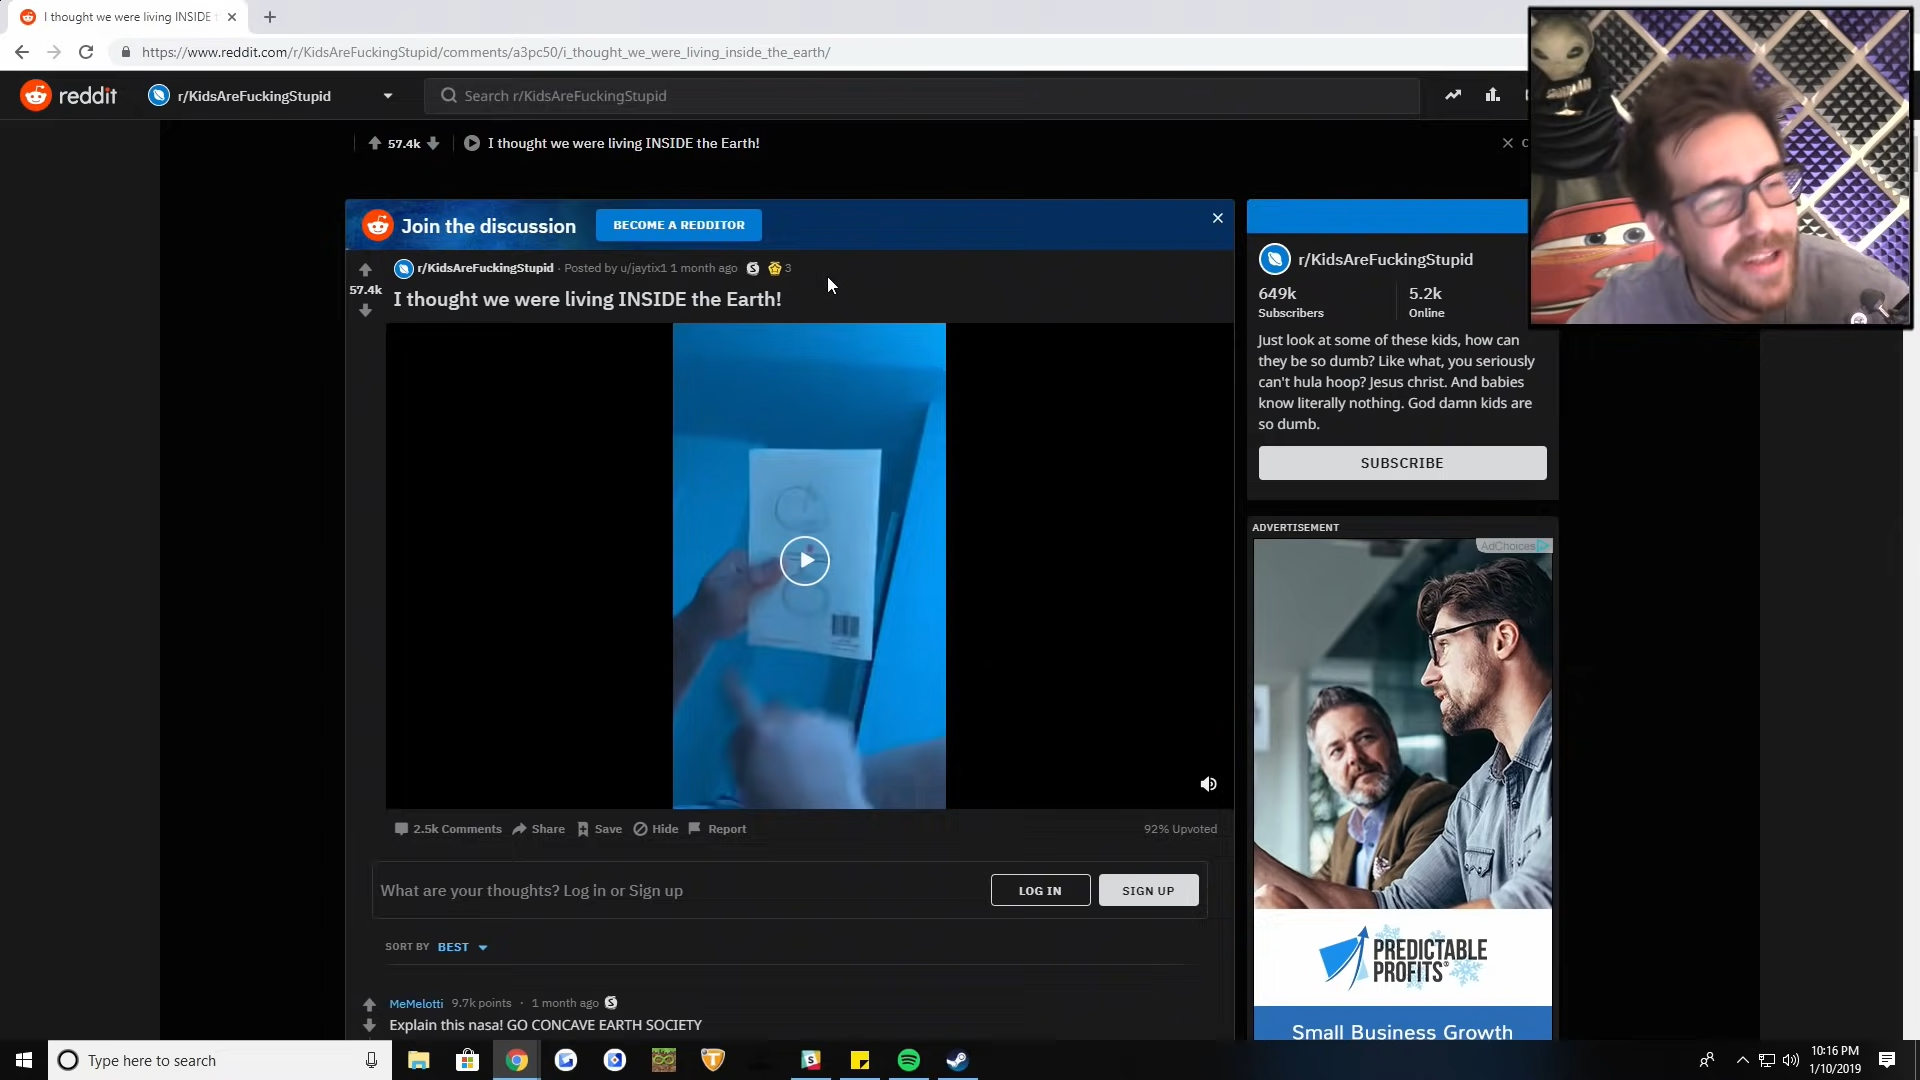 I thought we were living INSIDE
https://www.reddit.com/r/KidsAreFuckingStupid/comments/a3pc50/i_thought_we_were_living_inside_the_earth/
reddit r/KidsAreFuckingStupid Search r/KidsAreFuckingStupid
57.4k I thought we were living INSIDE the Earth!
Join the discussion BECOME A REDDITOR
r/KidsAreFuckingStupid · Posted by u/jaytix1 1 month ago 3
57.4k
I thought we were living INSIDE the Earth!
2.5k Comments Share Save Hide Report 92% Upvoted
What are your thoughts? Log in or Sign up LOG IN SIGN UP
SORT BY BEST
MeMelotti 9.7k points · 1 month ago
Explain this nasa! GO CONCAVE EARTH SOCIETY
r/KidsAreFuckingStupid
649k 5.2k
Subscribers Online
Just look at some of these kids, how can
they be so dumb? Like what, you seriously
can't hula hoop? Jesus christ. And babies
know literally nothing. God damn kids are
so dumb.
SUBSCRIBE
ADVERTISEMENT
AdChoices
PREDICTABLE
PROFITS®
Small Business Growth
Type here to search
10:16 PM
1/10/2019